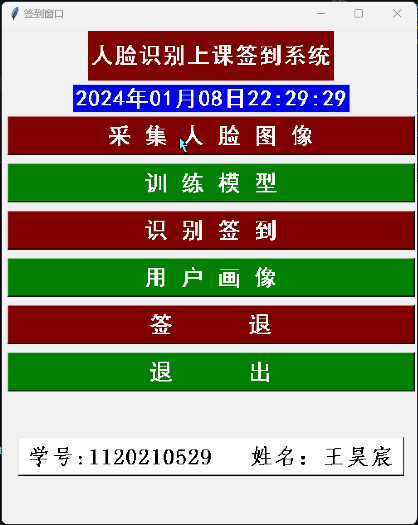 签到窗口
人脸识别上课签到系统
2024年01月08日22:29:29
采 集 人 脸 图 像
训 练 模 型
识 别 签 到
用 户 画 像
签 退
退 出
学号:1120210529 姓名: 王昊宸